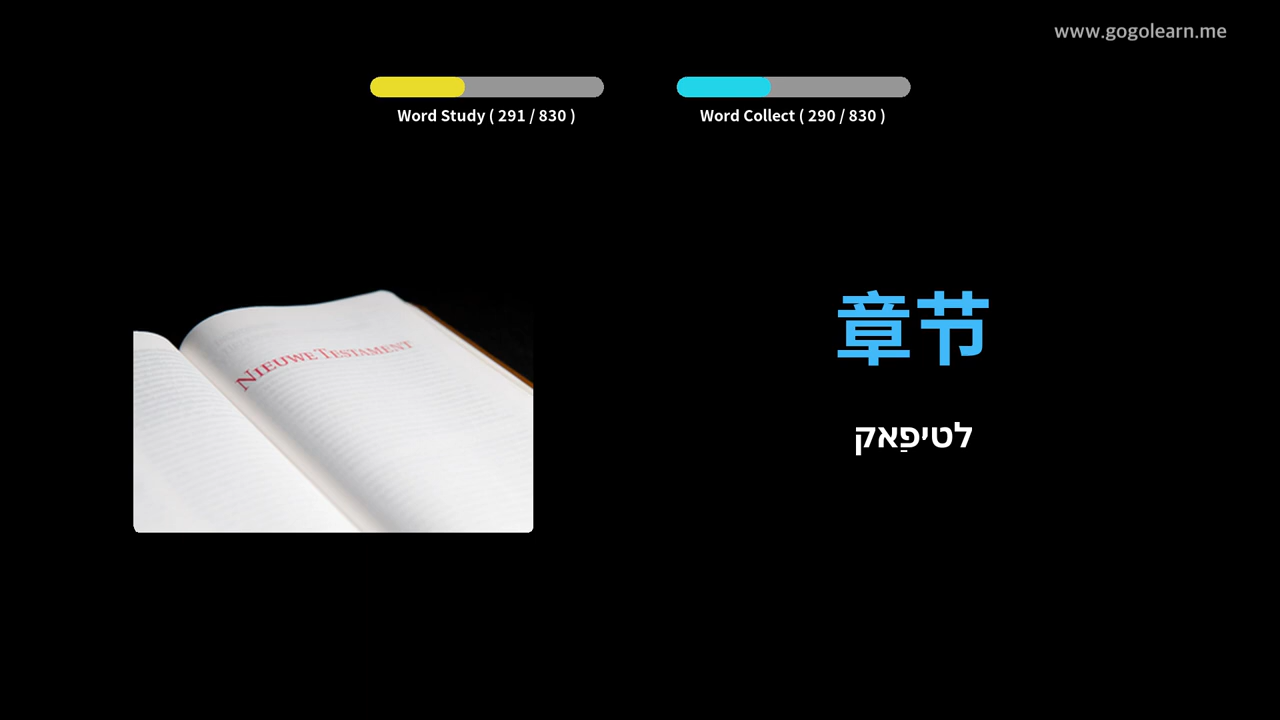 www.gogolearn.me
Word Study ( 291 / 830 )
Word Collect ( 290 / 830 )
NIEUWE TESTAMENT
章节
לטיפַאק